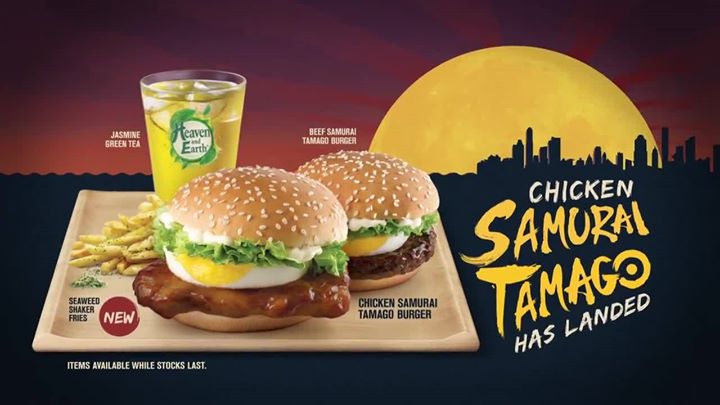 JASMINE
GREEN TEA
Heaven
and
Earth
BEEF SAMURAI
TAMAGO BURGER
CHICKEN
SAMURAI
TAMAGO
HAS LANDED
SEAWEED
SHAKER
FRIES
NEW
CHICKEN SAMURAI
TAMAGO BURGER
ITEMS AVAILABLE WHILE STOCKS LAST.